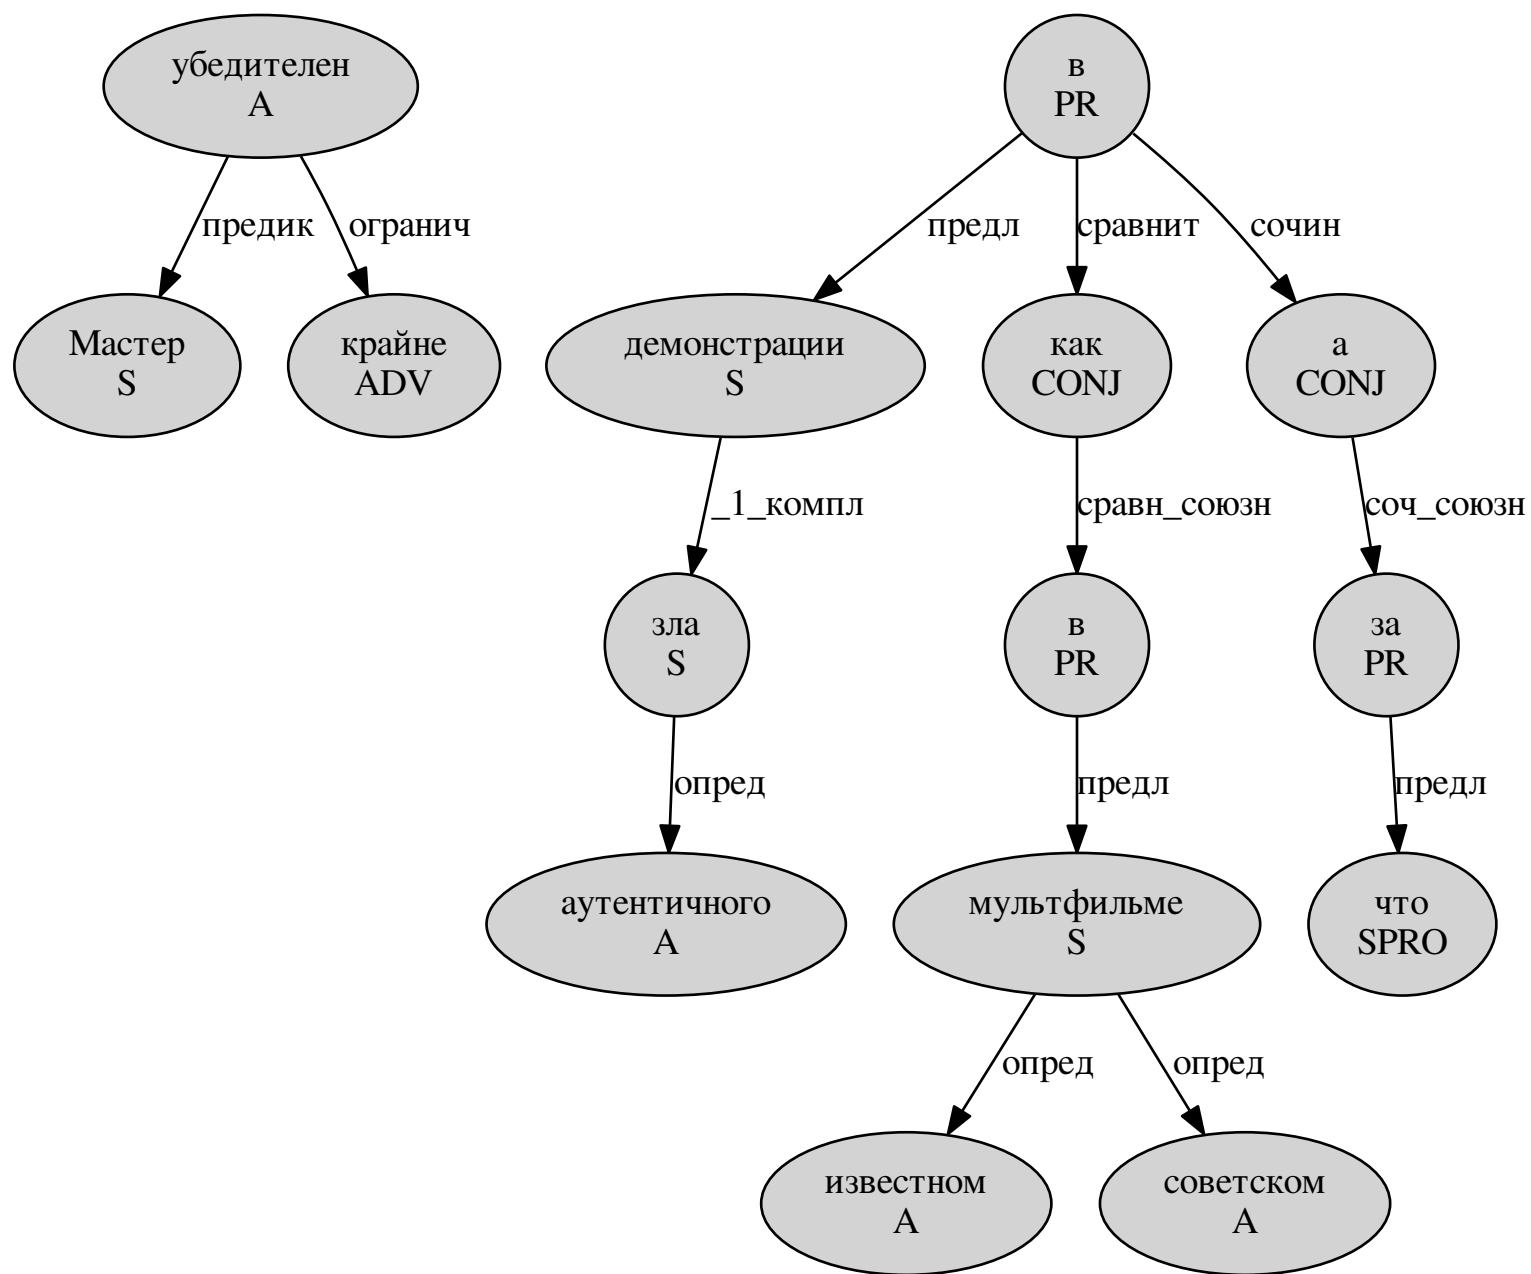 убедителен
A
в
PR
предик
огранич
предл
сравнит
сочин
Мастер
S
крайне
ADV
демонстрации
S
как
CONJ
а
CONJ
_1_компл
сравн_союзн
соч_союзн
зла
S
в
PR
за
PR
опред
предл
предл
аутентичного
A
мультфильме
S
что
SPRO
опред
опред
известном
A
советском
A